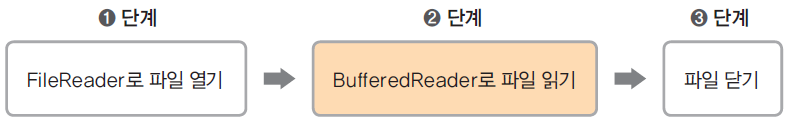 ❶ 단계
❷ 단계
❸ 단계
FileReader로 파일 열기
BufferedReader로 파일 읽기
파일 닫기